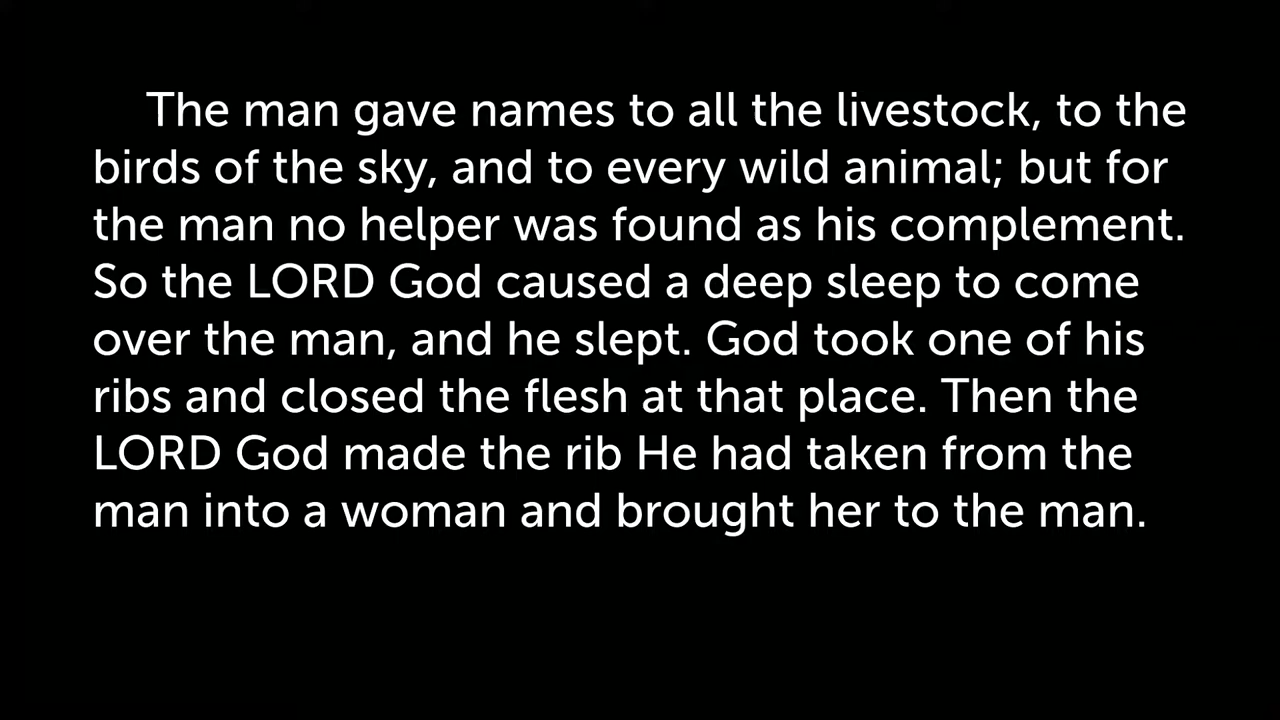 The man gave names to all the livestock, to the
birds of the sky, and to every wild animal; but for
the man no helper was found as his complement.
So the LORD God caused a deep sleep to come
over the man, and he slept. God took one of his
ribs and closed the flesh at that place. Then the
LORD God made the rib He had taken from the
man into a woman and brought her to the man.